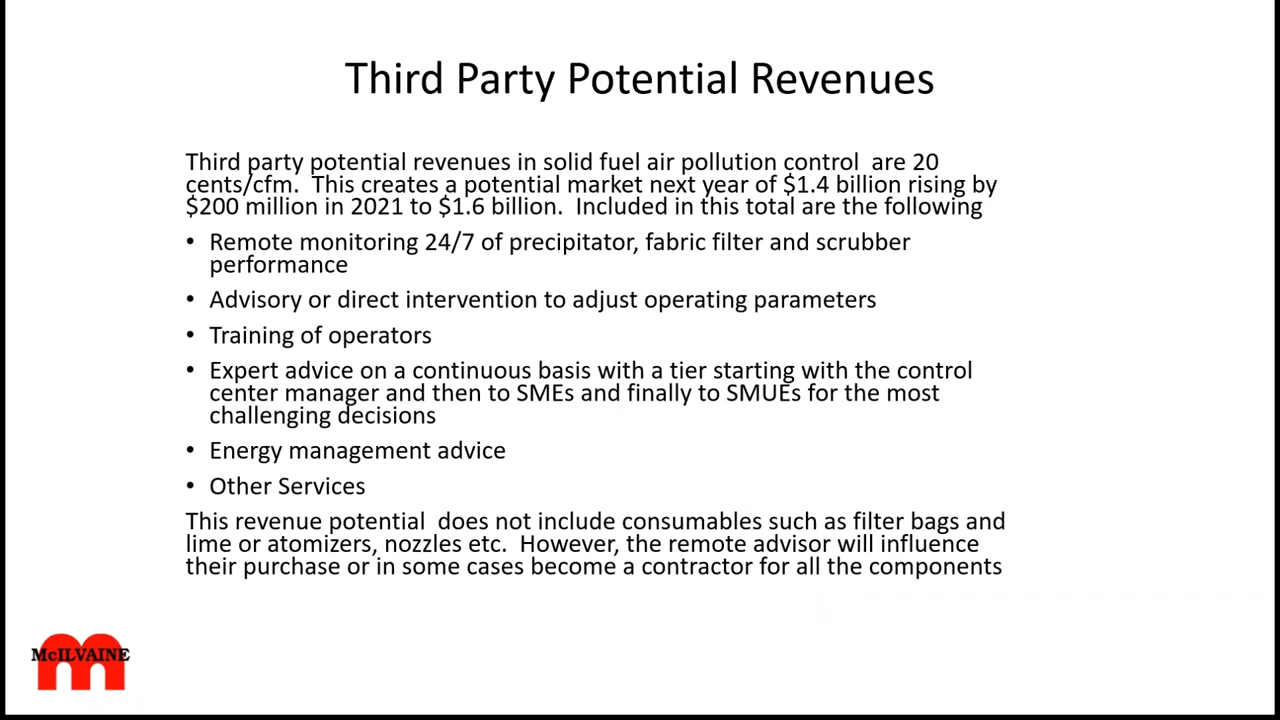 Third Party Potential Revenues
Third party potential revenues in solid fuel air pollution control  are 20
cents/cfm.  This creates a potential market next year of $1.4 billion rising by
$200 million in 2021 to $1.6 billion.  Included in this total are the following
• Remote monitoring 24/7 of precipitator, fabric filter and scrubber
performance
• Advisory or direct intervention to adjust operating parameters
• Training of operators
• Expert advice on a continuous basis with a tier starting with the control
center manager and then to SMEs and finally to SMUEs for the most
challenging decisions
• Energy management advice
• Other Services
This revenue potential  does not include consumables such as filter bags and
lime or atomizers, nozzles etc.  However, the remote advisor will influence
their purchase or in some cases become a contractor for all the components
McILVAINE